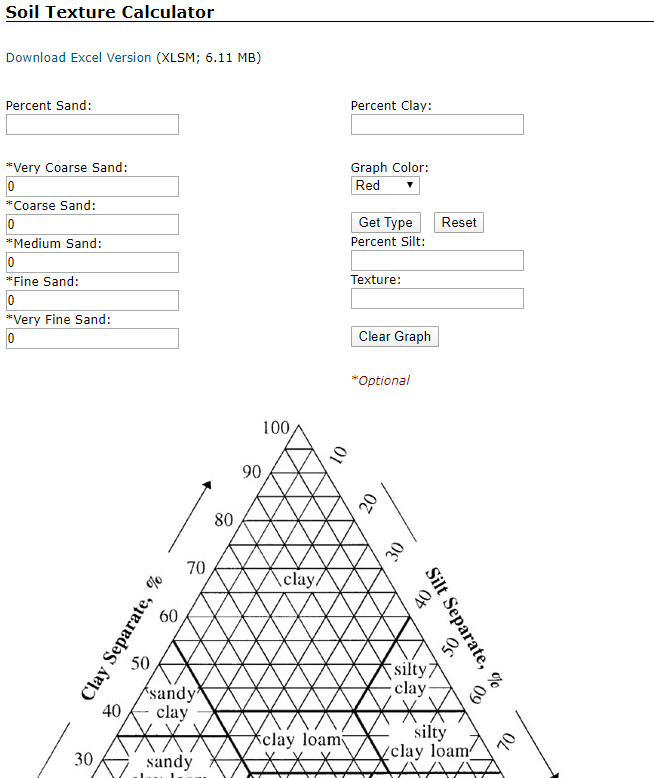 Soil Texture Calculator
Download Excel Version (XLSM; 6.11 MB)
Percent Sand:
Percent Clay:
*Very Coarse Sand:
0
*Coarse Sand:
0
*Medium Sand:
0
*Fine Sand:
0
*Very Fine Sand:
0
Graph Color:
Red
Get Type Reset
Percent Silt:
Texture:
Clear Graph
*Optional
100
10
90
20
80
30
70
clay
40
60
50
50
silty
clay
60
sandy
clay
40
clay loam
silty
clay loam
70
30
sandy
Clay Separate, %
Silt Separate, %